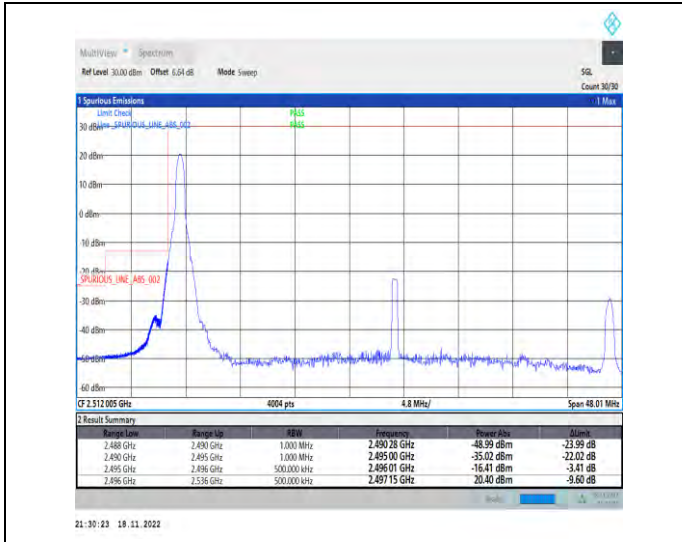 MultiView Spectrum
Ref Level 30.00 dBm Offset 6.64 dB Mode Sweep SGL
Count 30/30
1 Spurious Emissions 1 Max
Limit Check PASS
30 dBm Line _SPURIOUS_LINE_ABS_002 PASS
20 dBm
10 dBm
0 dBm
-10 dBm
-20 dBm
_SPURIOUS_LINE_ABS_002
-30 dBm
-40 dBm
-50 dBm
-60 dBm
CF 2.512 005 GHz 4004 pts 4.8 MHz/ Span 48.01 MHz
2 Result Summary
Range Low Range Up RBW Frequency Power Abs ΔLimit
2.488 GHz 2.490 GHz 1.000 MHz 2.490 28 GHz -48.99 dBm -23.99 dB
2.490 GHz 2.495 GHz 1.000 MHz 2.495 00 GHz -35.02 dBm -22.02 dB
2.495 GHz 2.496 GHz 500.000 kHz 2.496 01 GHz -16.41 dBm -3.41 dB
2.496 GHz 2.536 GHz 500.000 kHz 2.497 15 GHz 20.40 dBm -9.60 dB
21:30:23 18.11.2022